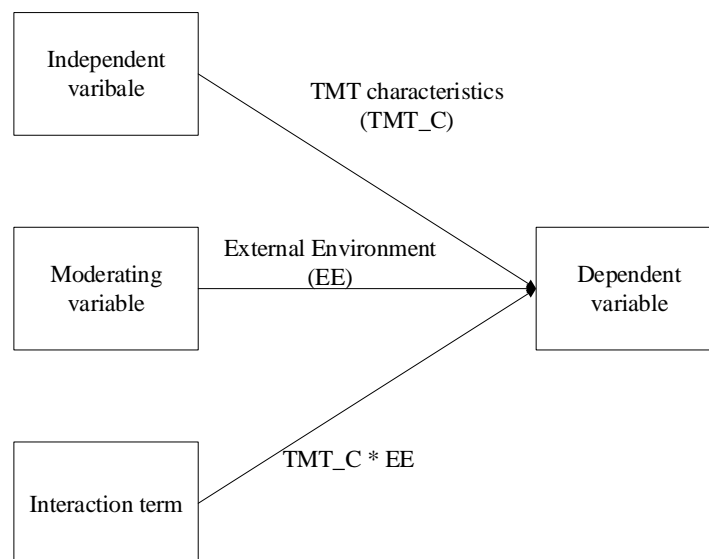 Independent
varibale
TMT characteristics
(TMT_C)
Moderating
variable
External Environment
(EE)
Dependent
variable
Interaction term
TMT_C * EE